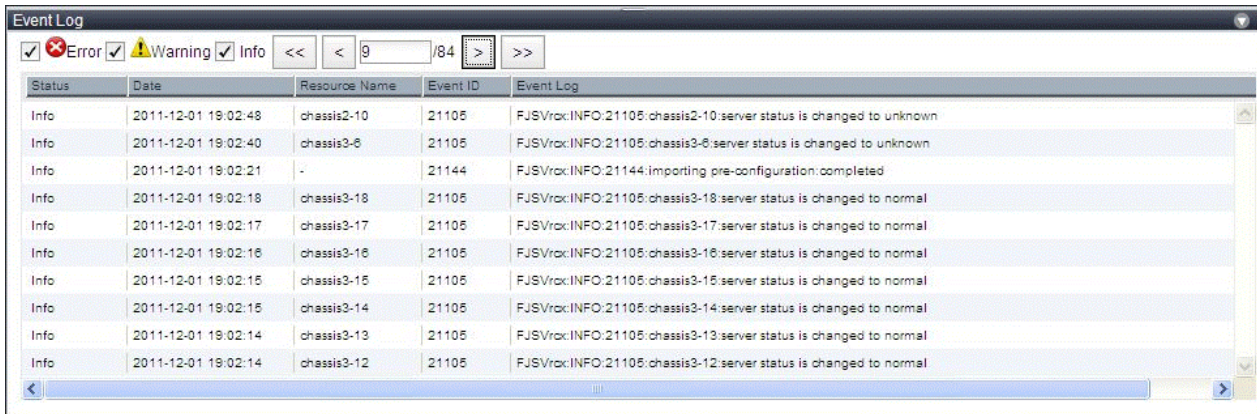 Event Log
Error Warning Info << < 9 /84 > >>
Status Date Resource Name Event ID Event Log
Info 2011-12-01 19:02:48 chassis2-10 21105 FJSVrcx:INFO:21105:chassis2-10:server status is changed to unknown
Info 2011-12-01 19:02:40 chassis3-6 21105 FJSVrcx:INFO:21105:chassis3-6:server status is changed to unknown
Info 2011-12-01 19:02:21 - 21144 FJSVrcx:INFO:21144:importing pre-configuration:completed
Info 2011-12-01 19:02:18 chassis3-18 21105 FJSVrcx:INFO:21105:chassis3-18:server status is changed to normal
Info 2011-12-01 19:02:17 chassis3-17 21105 FJSVrcx:INFO:21105:chassis3-17:server status is changed to normal
Info 2011-12-01 19:02:16 chassis3-16 21105 FJSVrcx:INFO:21105:chassis3-16:server status is changed to normal
Info 2011-12-01 19:02:15 chassis3-15 21105 FJSVrcx:INFO:21105:chassis3-15:server status is changed to normal
Info 2011-12-01 19:02:15 chassis3-14 21105 FJSVrcx:INFO:21105:chassis3-14:server status is changed to normal
Info 2011-12-01 19:02:14 chassis3-13 21105 FJSVrcx:INFO:21105:chassis3-13:server status is changed to normal
Info 2011-12-01 19:02:14 chassis3-12 21105 FJSVrcx:INFO:21105:chassis3-12:server status is changed to normal